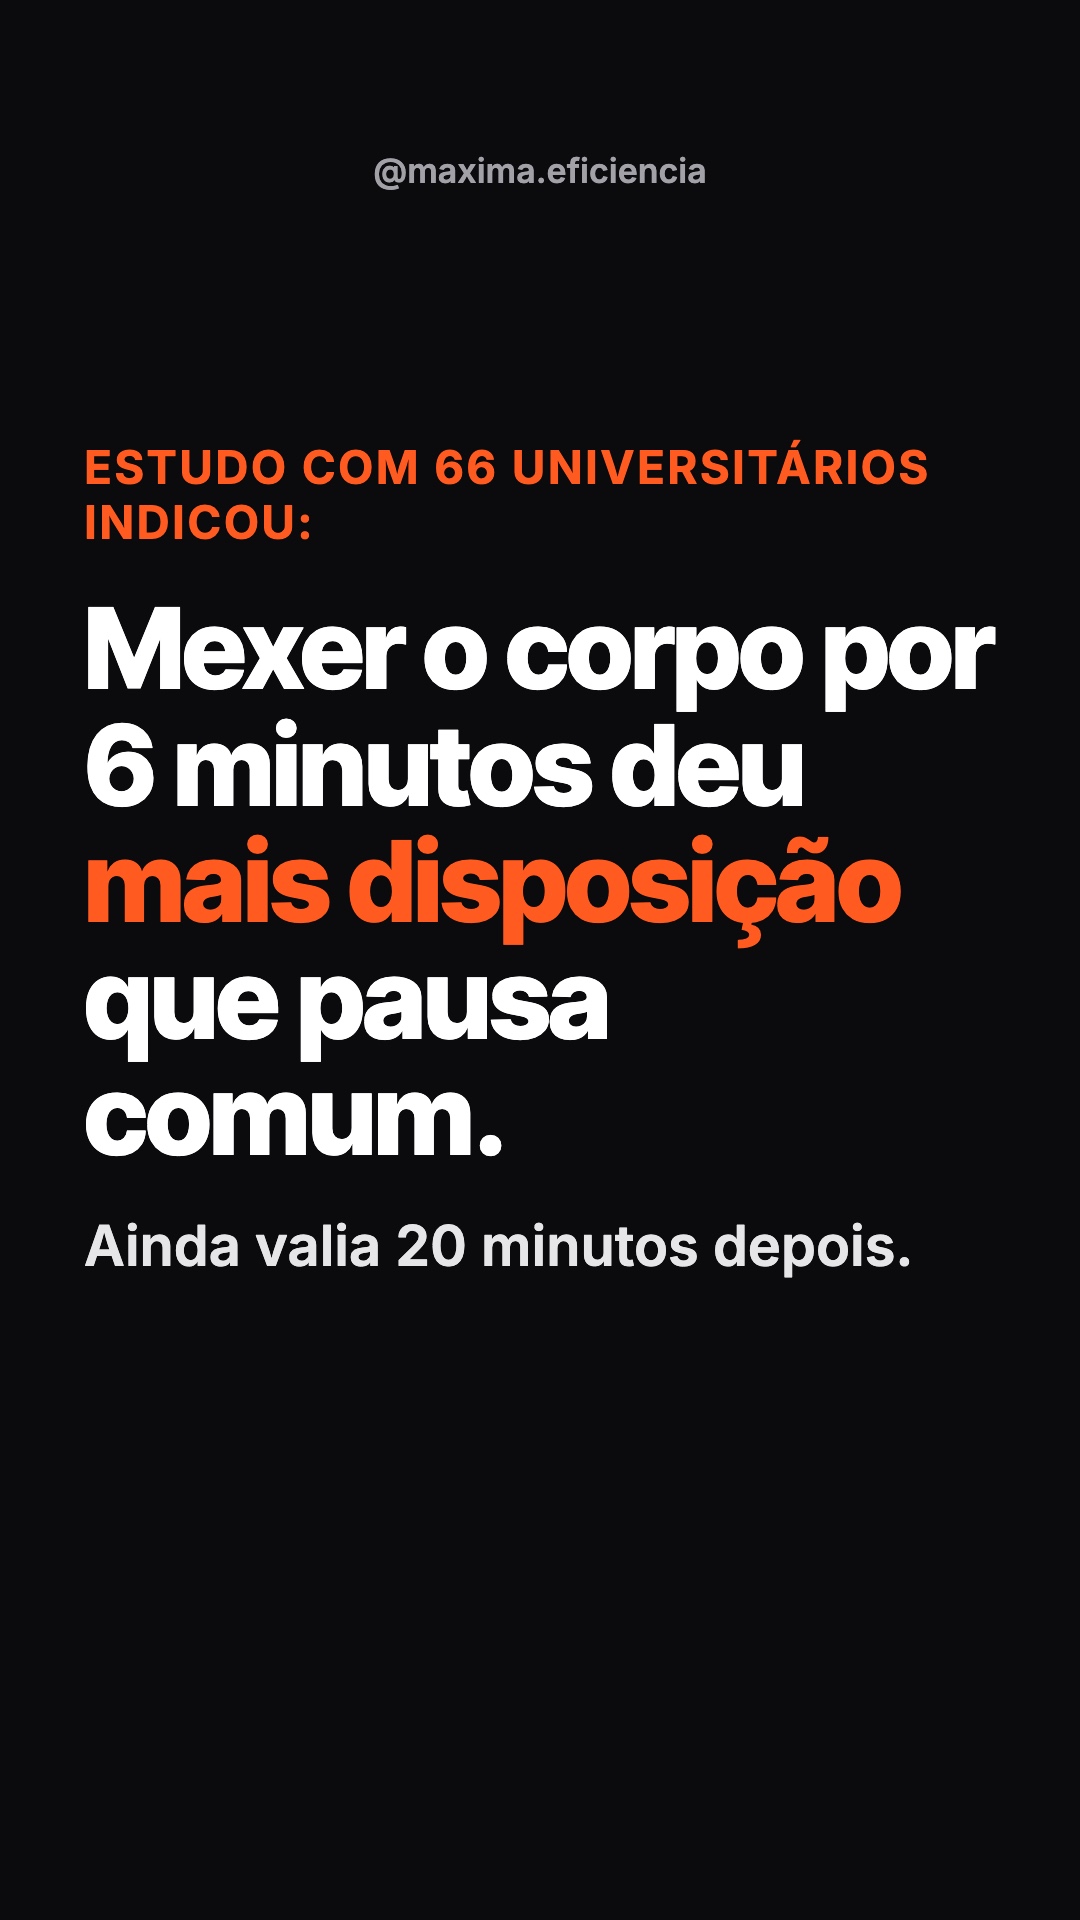 @maxima.eficiencia
ESTUDO COM 66 UNIVERSITÁRIOS
INDICOU:
Mexer o corpo por
6 minutos deu
mais disposição
que pausa
comum.
Ainda valia 20 minutos depois.